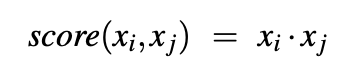 score(xᵢ,xⱼ) = xᵢ·xⱼ